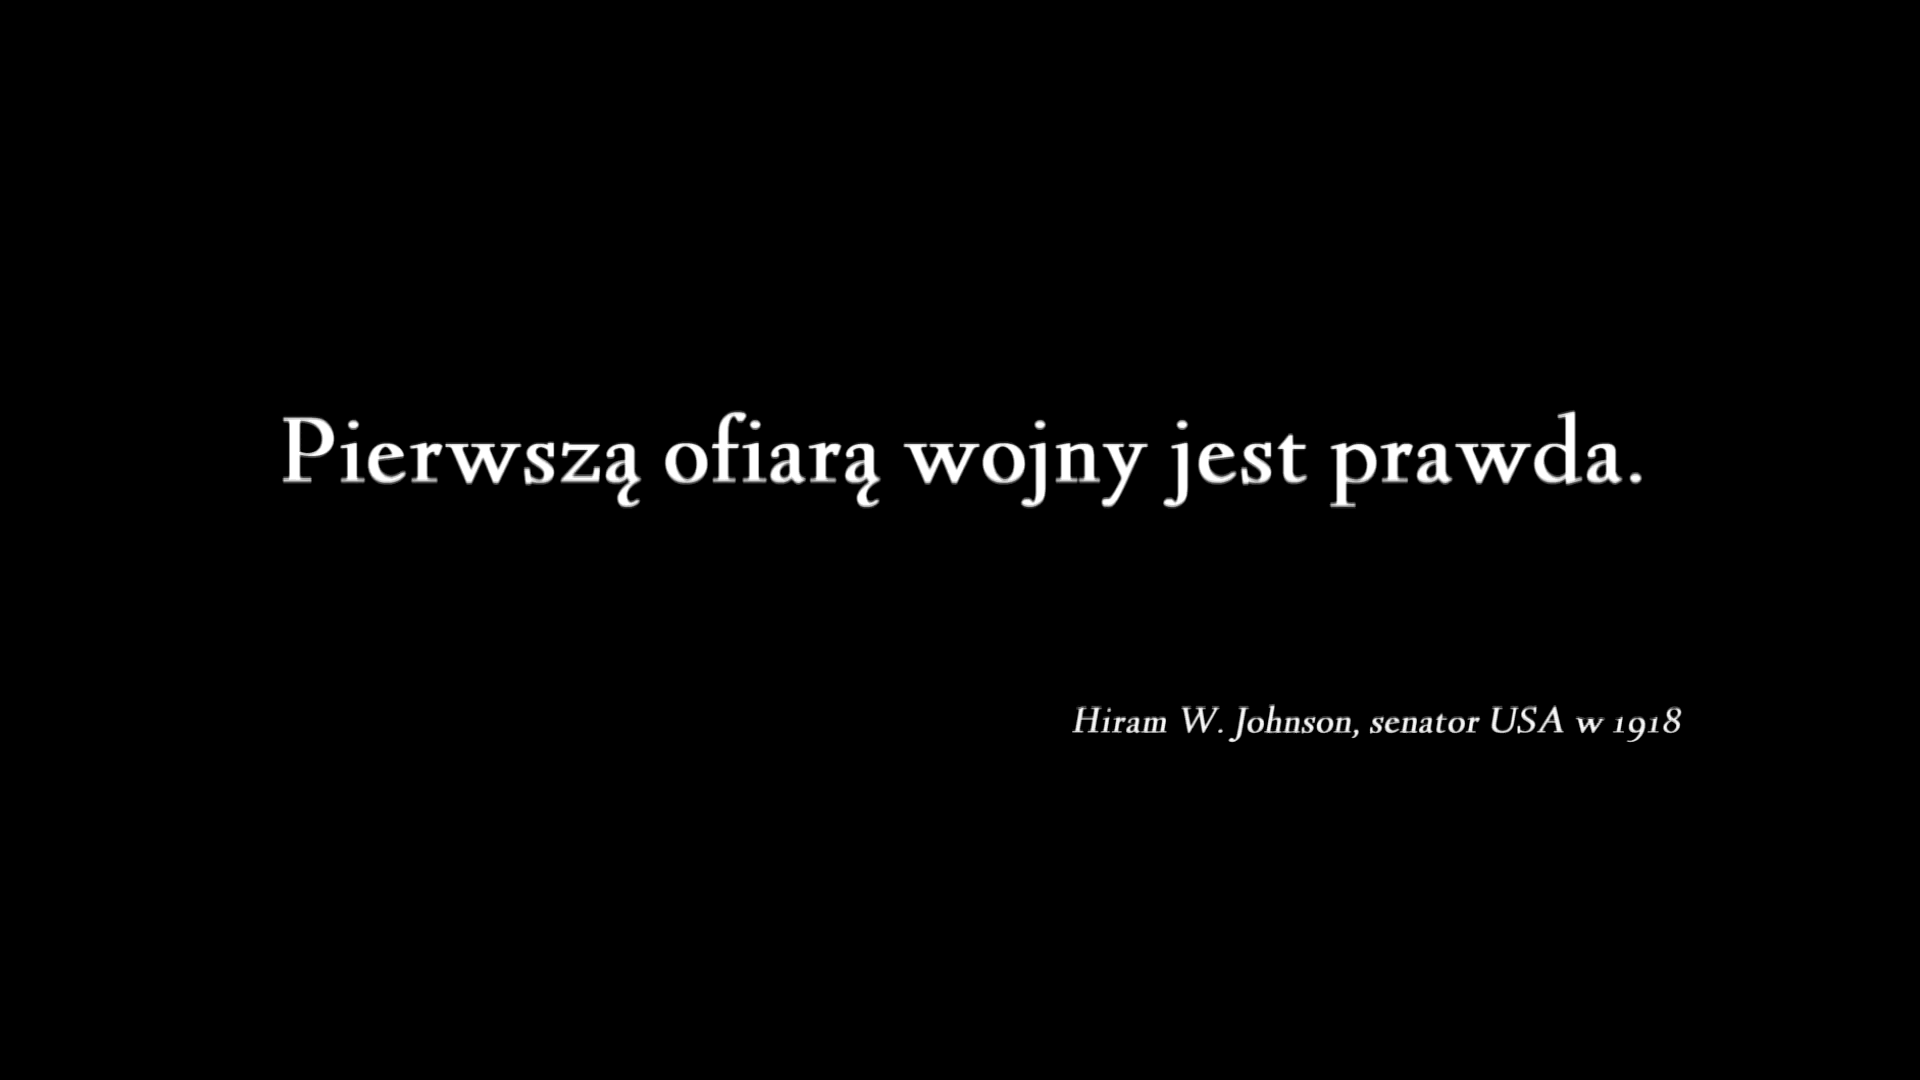 Pierwszą ofiarą wojny jest prawda.
Hiram W. Johnson, senator USA w 1918